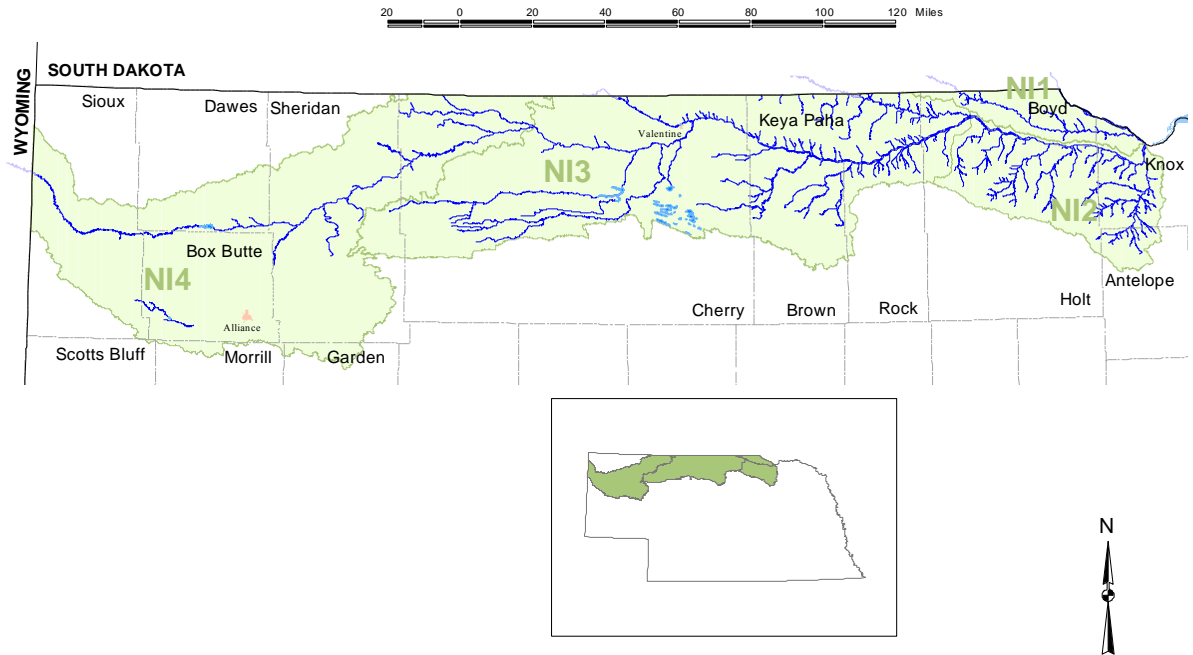 20 0 20 40 60 80 100 120 Miles
SOUTH DAKOTA
WYOMING
Sioux
Dawes
Sheridan
NI1
Boyd
Keya Paha
Valentine
Knox
NI3
NI2
Box Butte
NI4
Antelope
Holt
Cherry
Brown
Rock
Alliance
Scotts Bluff
Morrill
Garden
N